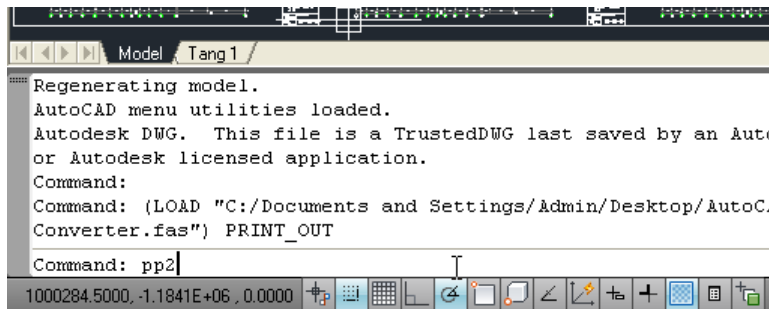 Model Tang 1
Regenerating model.
AutoCAD menu utilities loaded.
Autodesk DWG.  This file is a TrustedDWG last saved by an Auto
or Autodesk licensed application.
Command:
Command: (LOAD "C:/Documents and Settings/Admin/Desktop/AutoCA
Converter.fas") PRINT_OUT
Command: pp2
1000284.5000, -1.1841E+06 , 0.0000